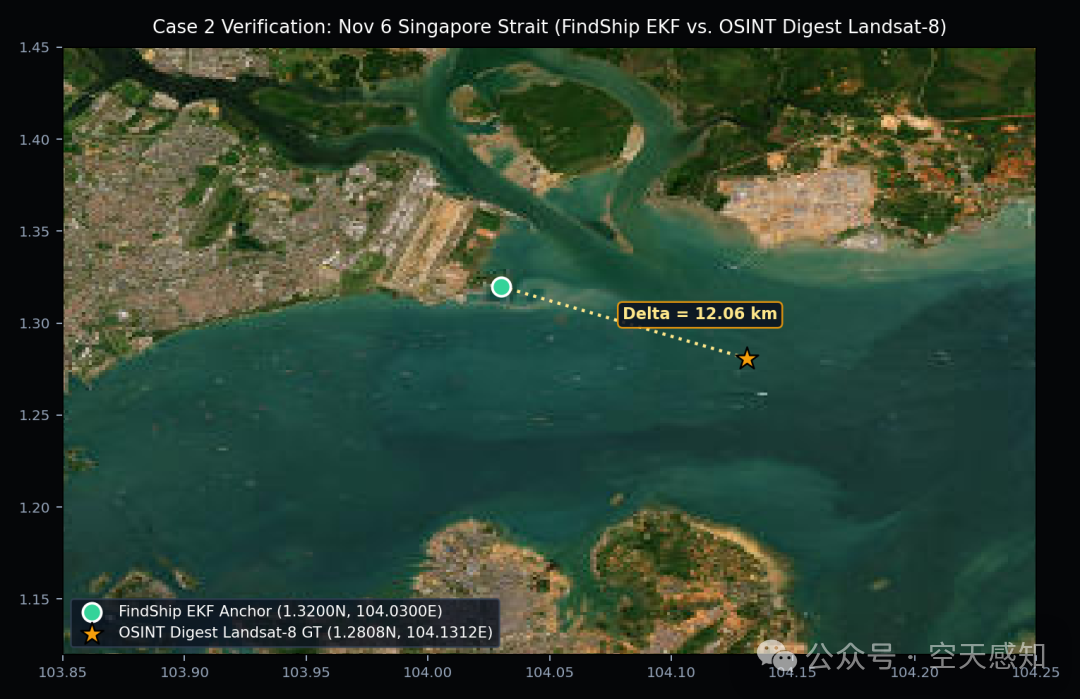 Case 2 Verification: Nov 6 Singapore Strait (FindShip EKF vs. OSINT Digest Landsat-8)
1.45
1.40
1.35
1.30
1.25
1.20
1.15
Delta = 12.06 km
FindShip EKF Anchor (1.3200N, 104.0300E)
OSINT Digest Landsat-8 GT (1.2808N, 104.1312E)
公众号 · 空天感知
103.85 103.90 103.95 104.00 104.05 104.10 104.15 104.20 104.25